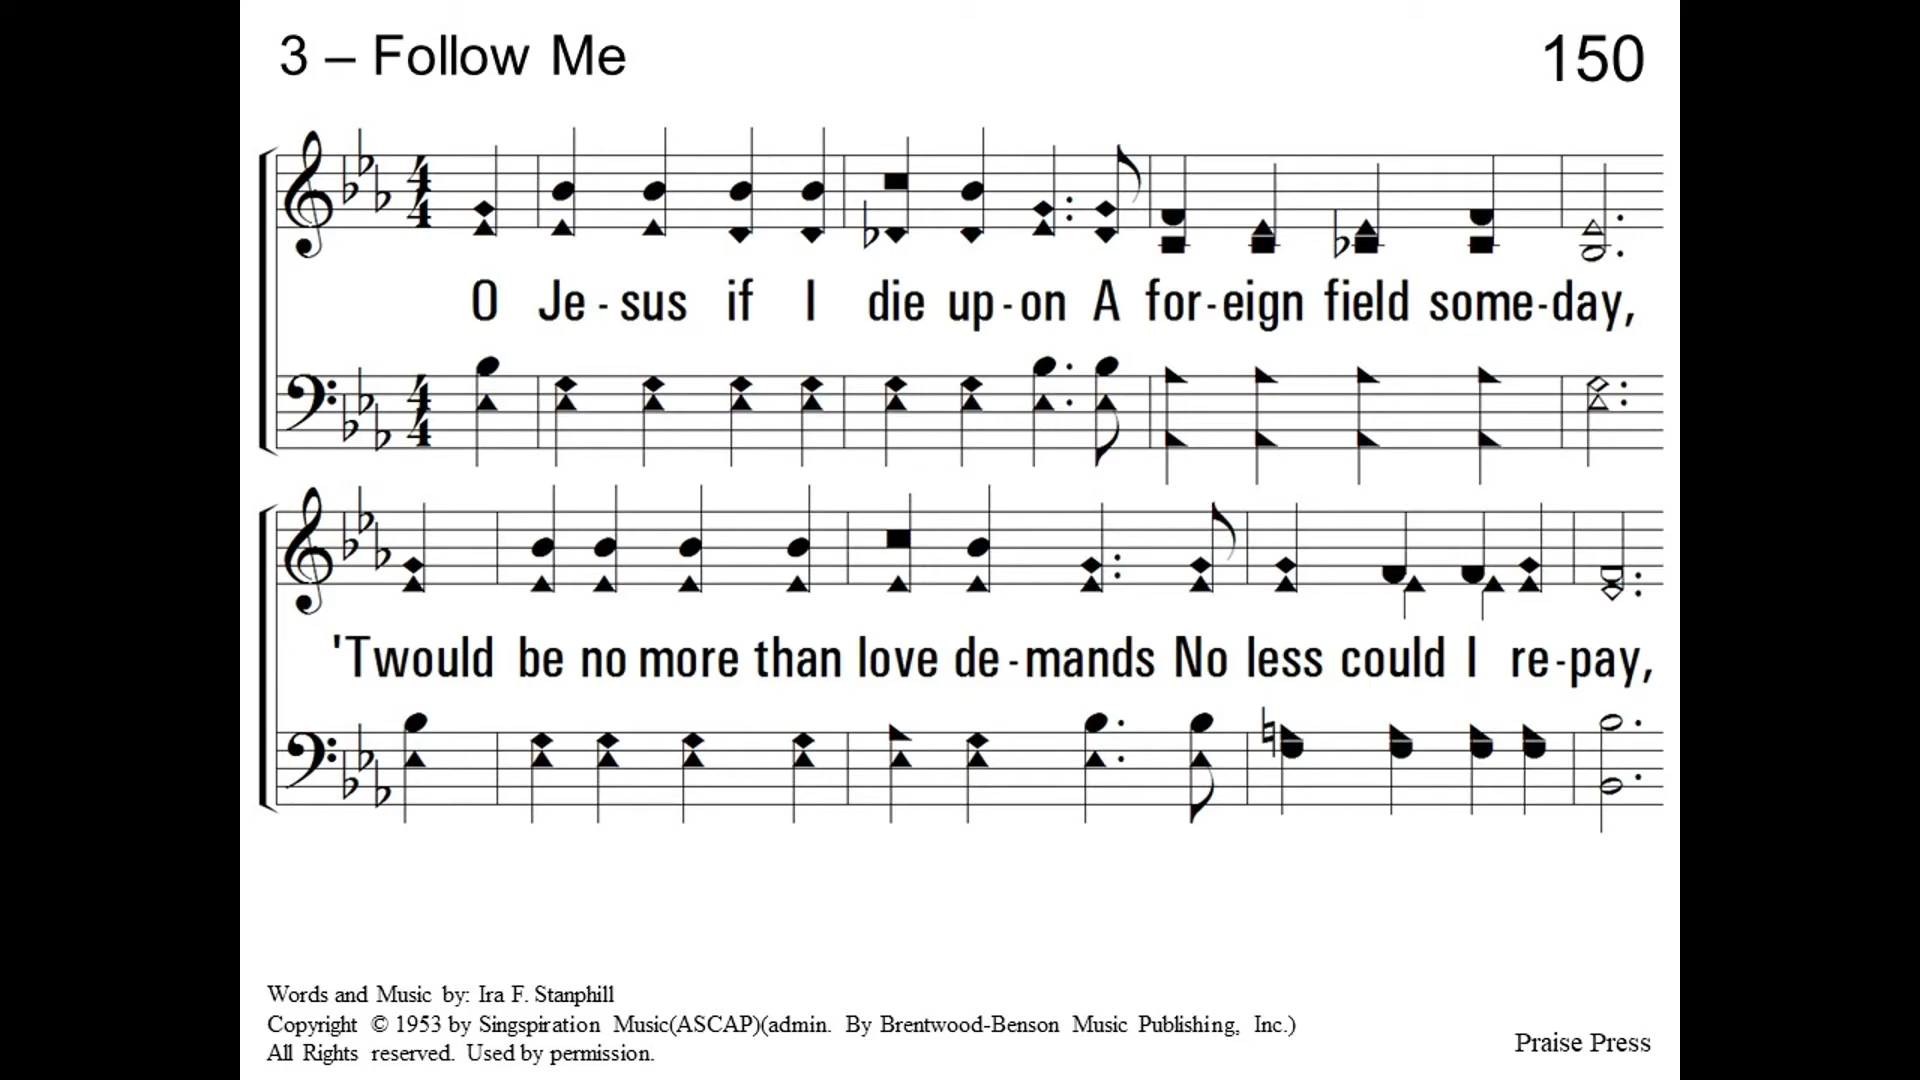 3 – Follow Me
150
O Je-sus if I die up-on A for-eign field some-day,
'Twould be no more than love de-mands No less could I re-pay,
Words and Music by: Ira F. Stanphill
Copyright © 1953 by Singspiration Music(ASCAP)(admin. By Brentwood-Benson Music Publishing, Inc.)
All Rights reserved. Used by permission.
Praise Press